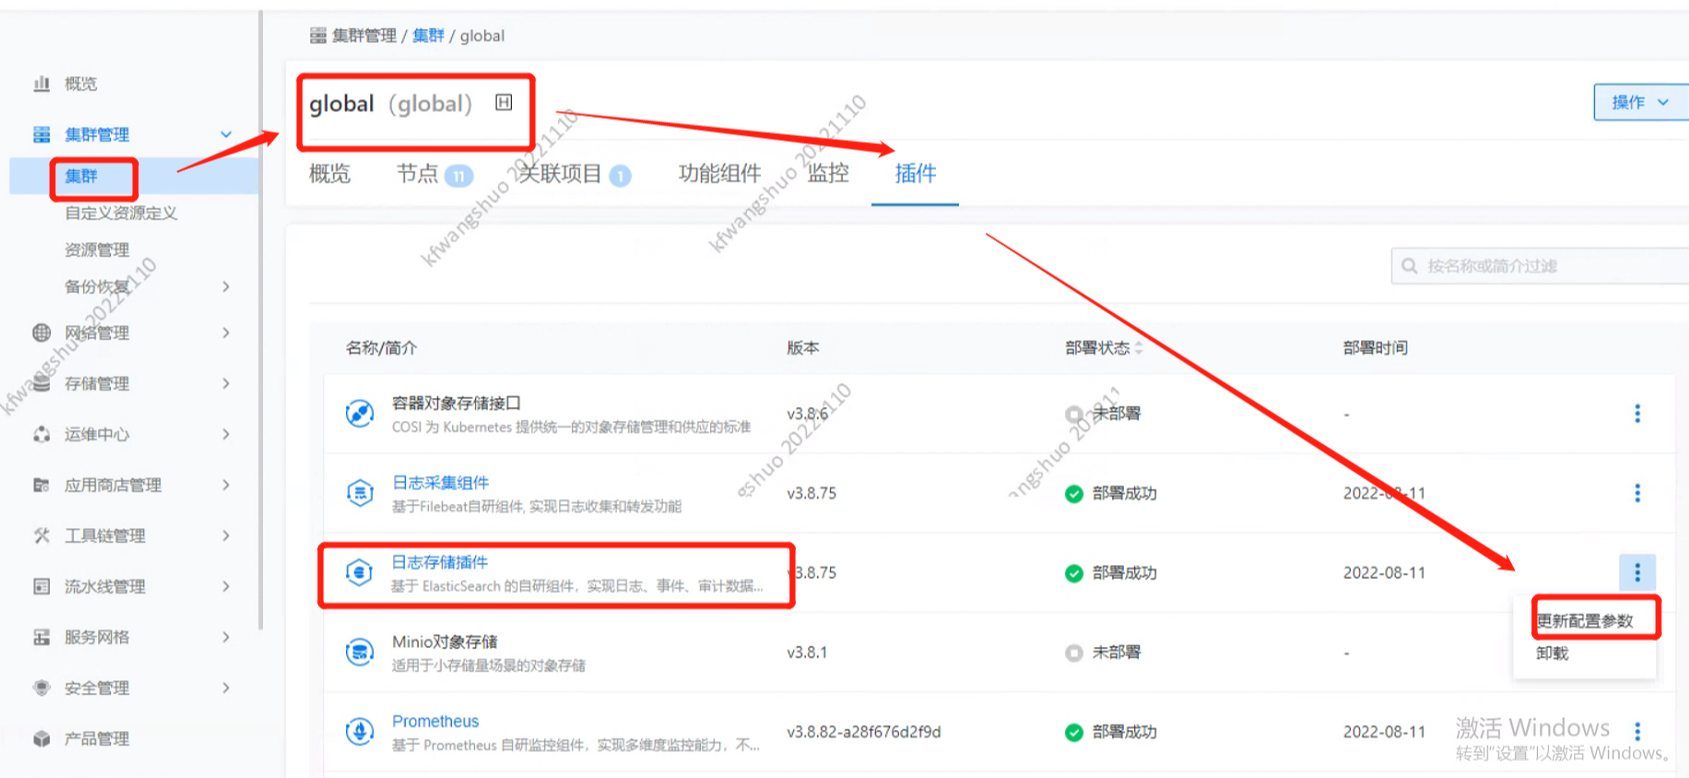 集群管理 / 集群 / global
概览
集群管理
集群
自定义资源定义
资源管理
备份恢复
网络管理
存储管理
运维中心
应用商店管理
工具链管理
流水线管理
服务网格
安全管理
产品管理
global (global)
操作
概览 节点 11 关联项目 1 功能组件 监控 插件
按名称或简介过滤
名称/简介 版本 部署状态 部署时间
容器对象存储接口
COSI 为 Kubernetes 提供统一的对象存储管理和供应的标准
v3.8.6 未部署 -
日志采集组件
基于Filebeat自研组件, 实现日志收集和转发功能
v3.8.75 部署成功 2022-08-11
日志存储插件
基于 ElasticSearch 的自研组件，实现日志、事件、审计数据...
v3.8.75 部署成功 2022-08-11
更新配置参数
卸载
Minio对象存储
适用于小存储量场景的对象存储
v3.8.1 未部署 -
Prometheus
基于 Prometheus 自研监控组件，实现多维度监控能力，不...
v3.8.82-a28f676d2f9d 部署成功 2022-08-11
激活 Windows
转到"设置"以激活 Windows。
kfwangshuo 20221110
kfwangshuo 20221110
kfwangshuo 20221110